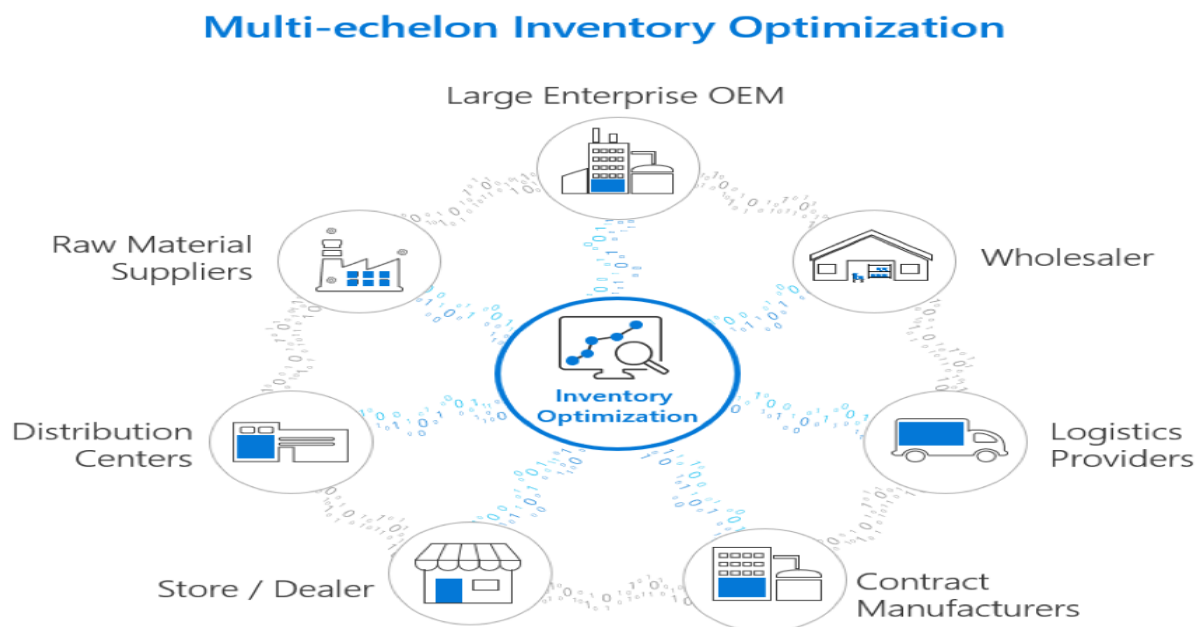 Multi-echelon Inventory Optimization
Large Enterprise OEM
Raw Material
Suppliers
Wholesaler
Inventory
Optimization
Distribution
Centers
Logistics
Providers
Store / Dealer
Contract
Manufacturers